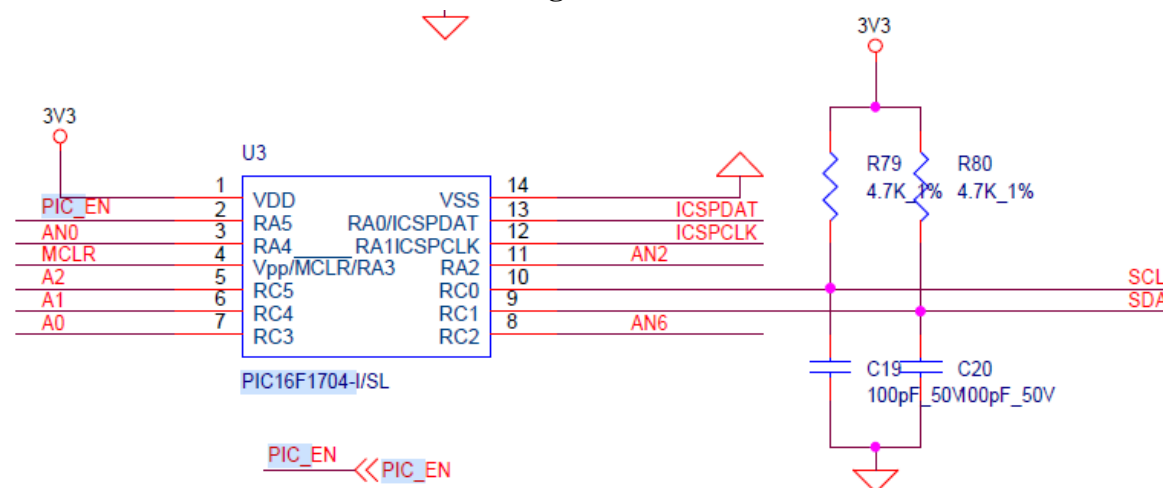 3V3
3V3
U3
R79
4.7K_1%
R80
4.7K_1%
1
VDD
VSS
14
PIC_EN
2
RA5
RA0/ICSPDAT
13
ICSPDAT
AN0
3
RA4
RA1ICSPCLK
12
ICSPCLK
MCLR
4
Vpp/MCLR/RA3
RA2
11
AN2
A2
5
RC5
RC0
10
SCL
A1
6
RC4
RC1
9
SDA
A0
7
RC3
RC2
8
AN6
PIC16F1704-I/SL
C19
100pF_50V
C20
100pF_50V
PIC_EN
PIC_EN